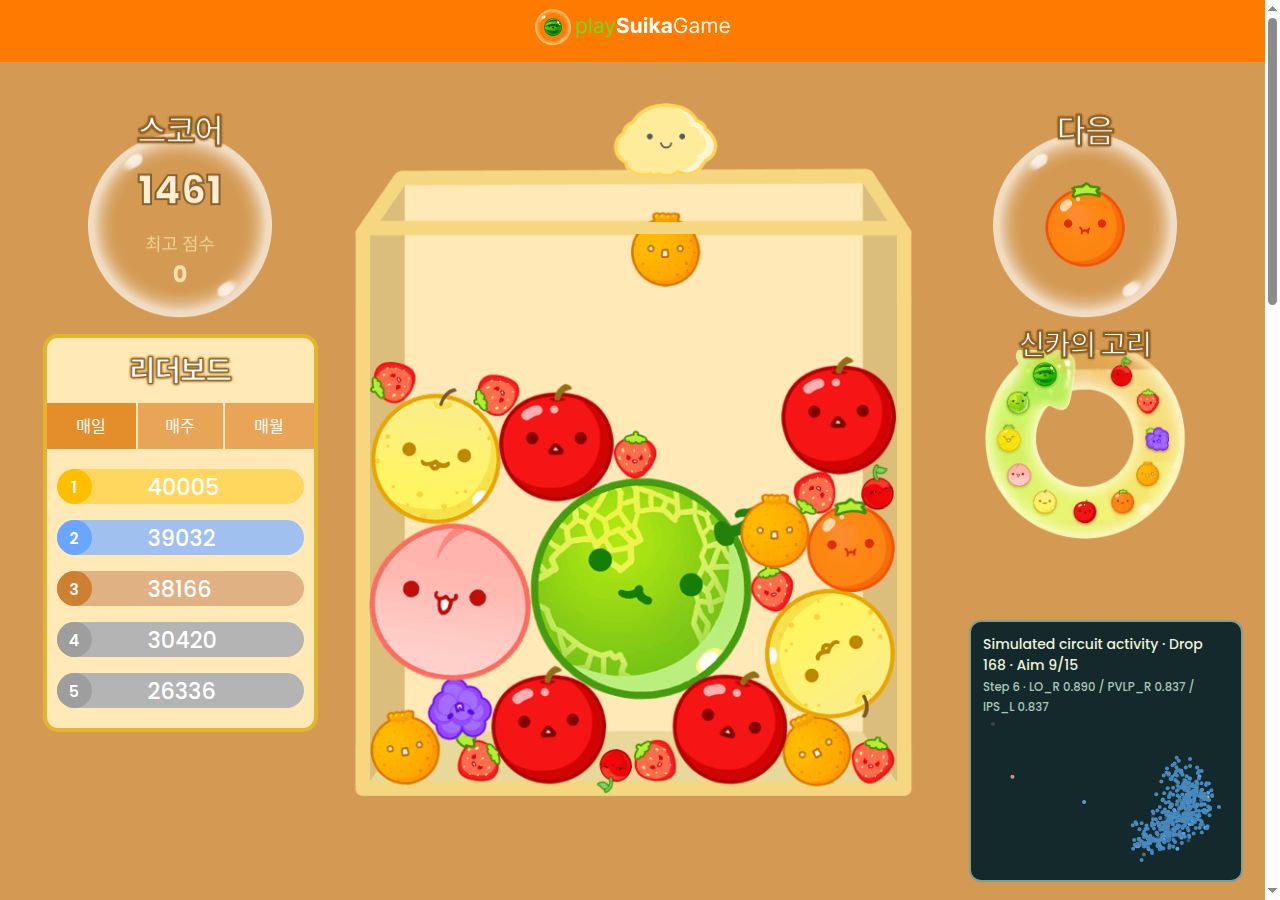 playSuikaGame
스코어
1461
최고 점수
0
다음
신카의 고리
리더보드
매일 매주 매월
1 40005
2 39032
3 38166
4 30420
5 26336
Simulated circuit activity · Drop
168 · Aim 9/15
Step 6 · LO_R 0.890 / PVLP_R 0.837 /
IPS_L 0.837